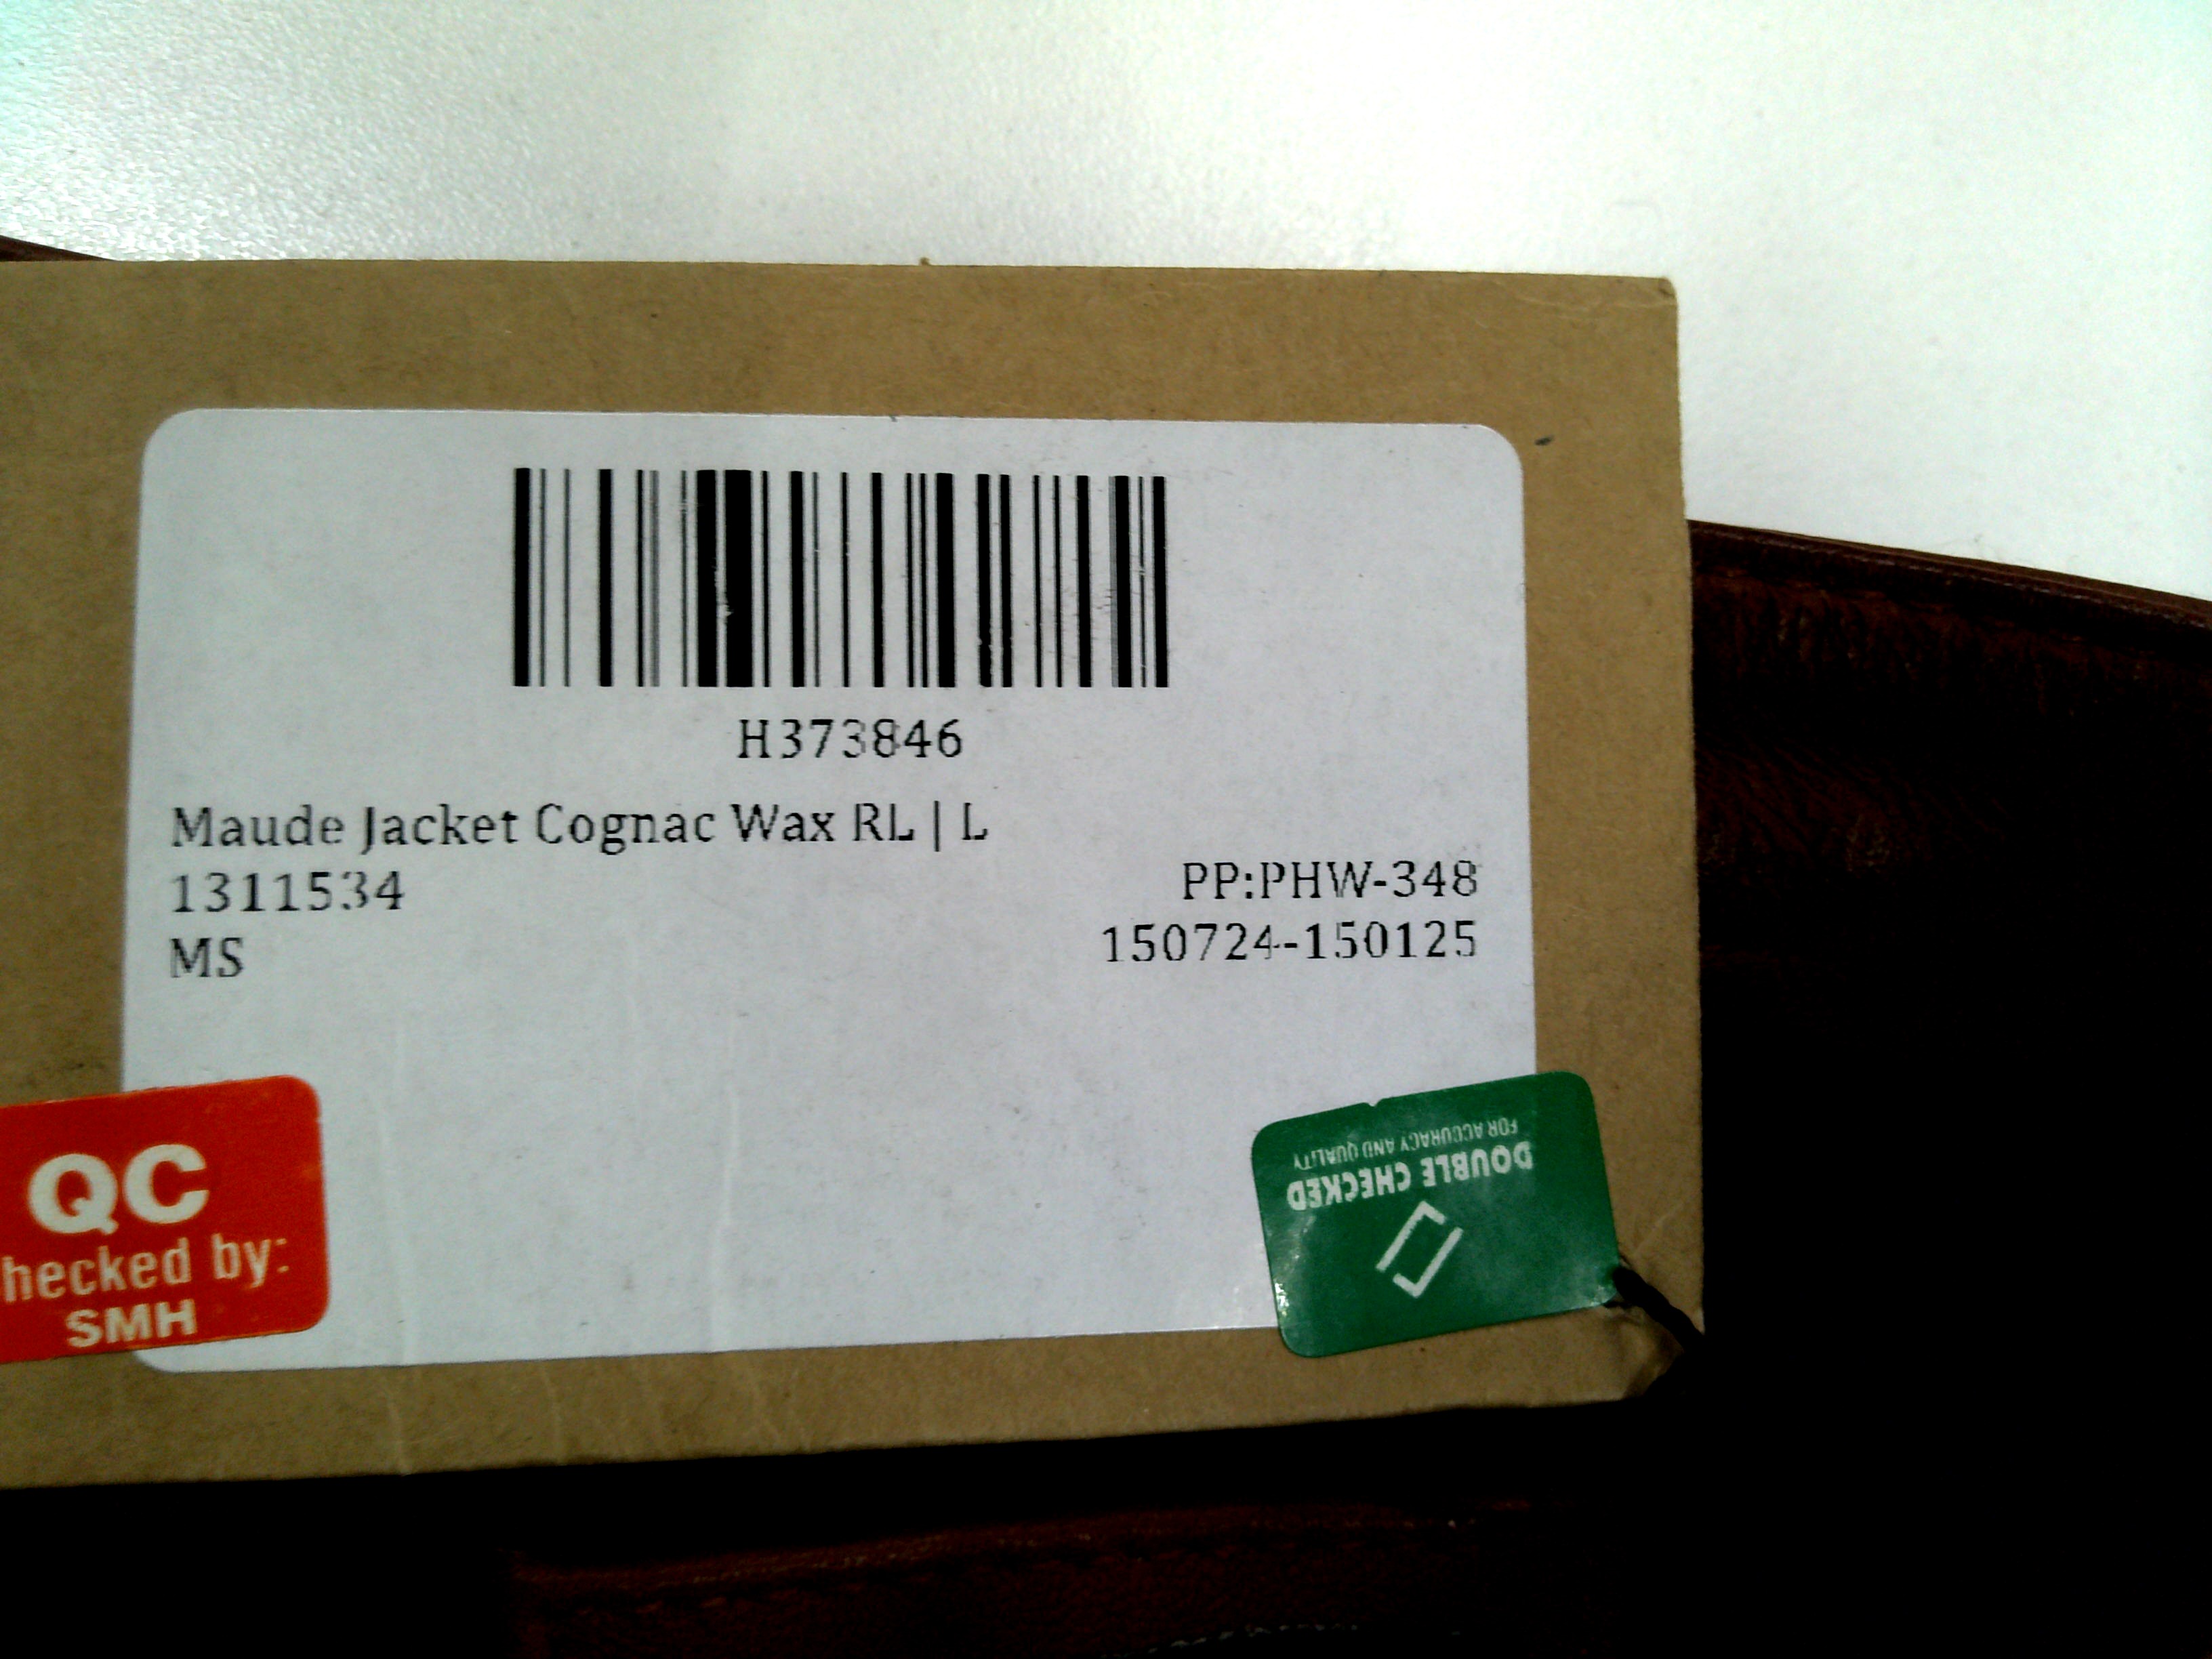 H373846
Maude Jacket Cognac Wax RL | L
1311534
PP:PHW-348
MS
150724-150125
QC
hecked by:
SMH
DOUBLE CHECKED
FOR ACCURACY AND QUALITY